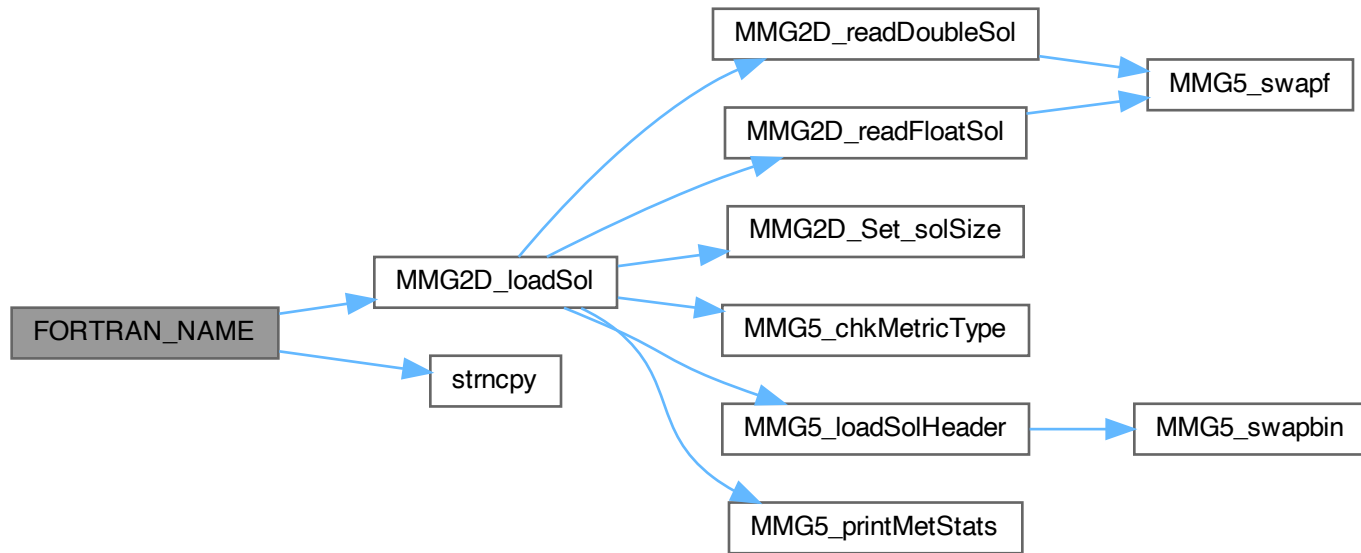 MMG2D_readDoubleSol
MMG5_swapf
MMG2D_readFloatSol
MMG2D_Set_solSize
MMG2D_loadSol
FORTRAN_NAME
MMG5_chkMetricType
strncpy
MMG5_loadSolHeader
MMG5_swapbin
MMG5_printMetStats